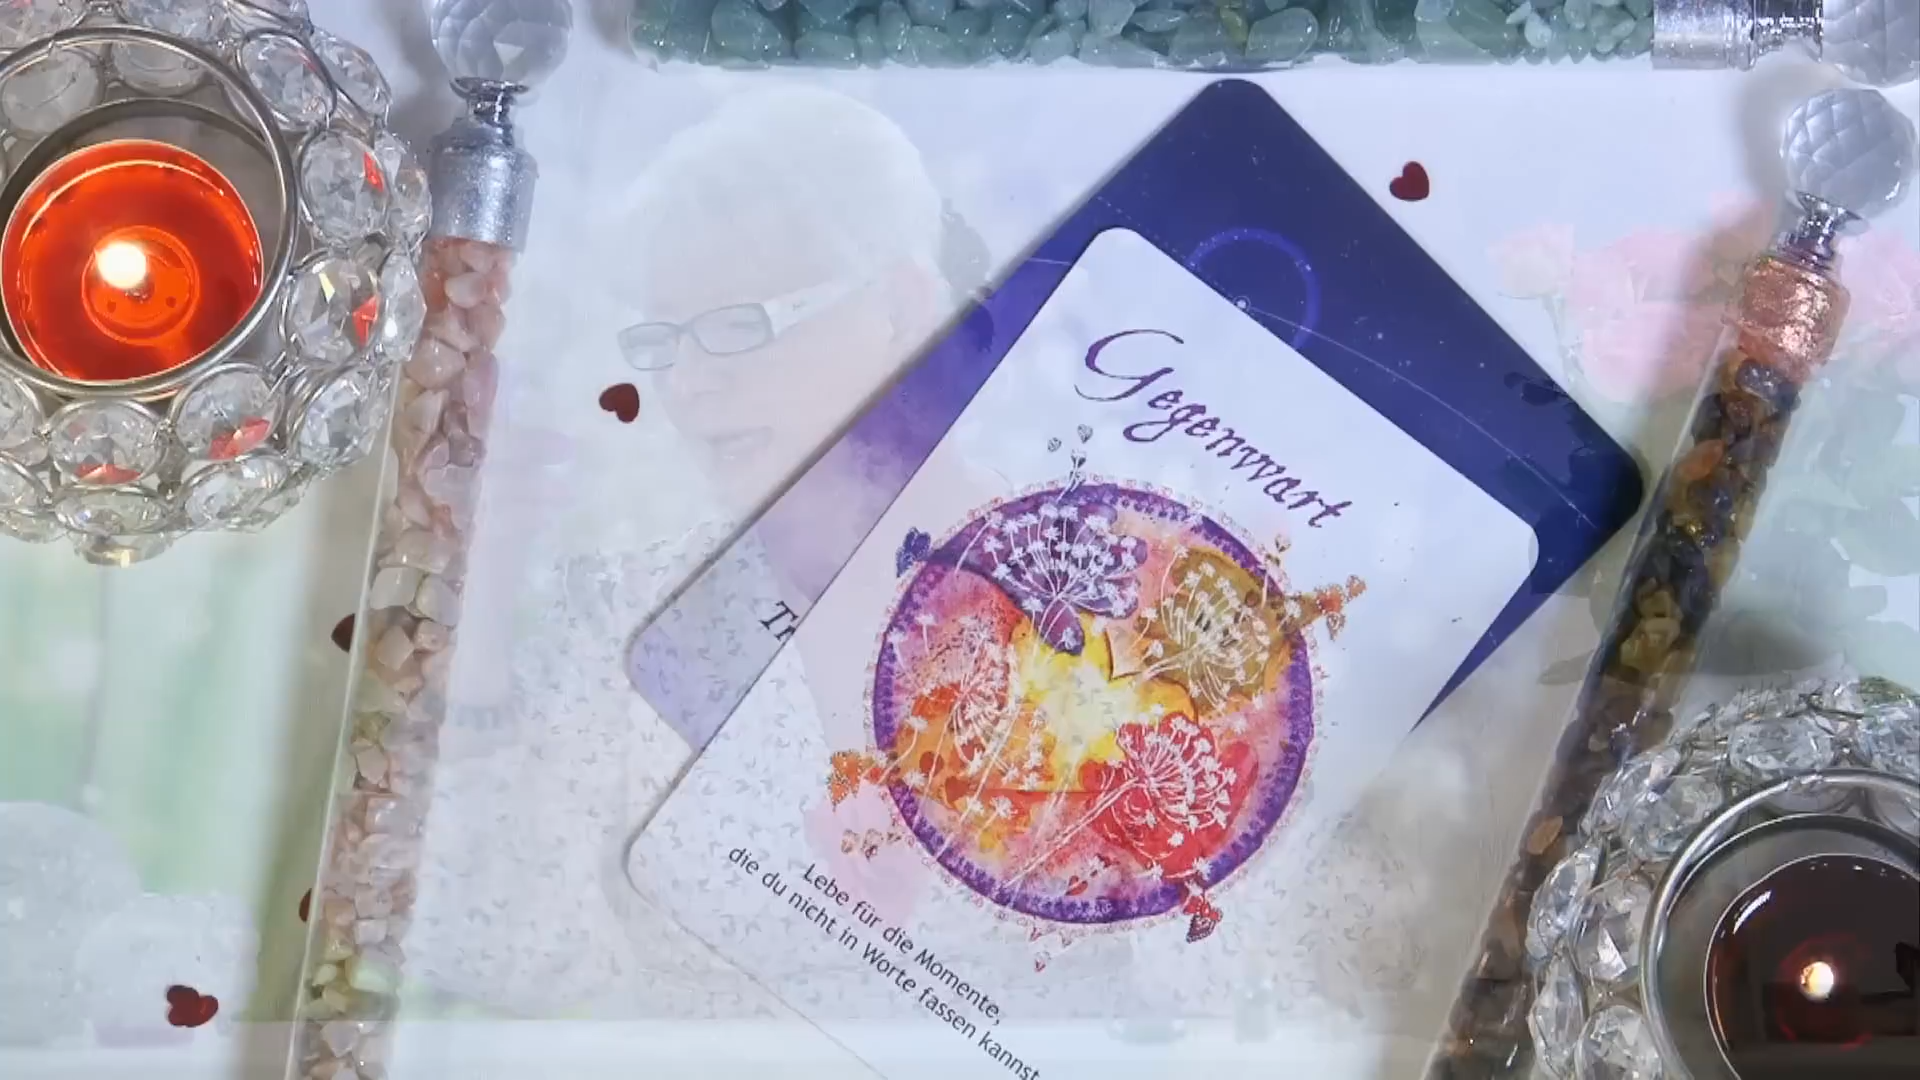 Gegenwart
Lebe für die Momente,
die du nicht in Worte fassen kannst